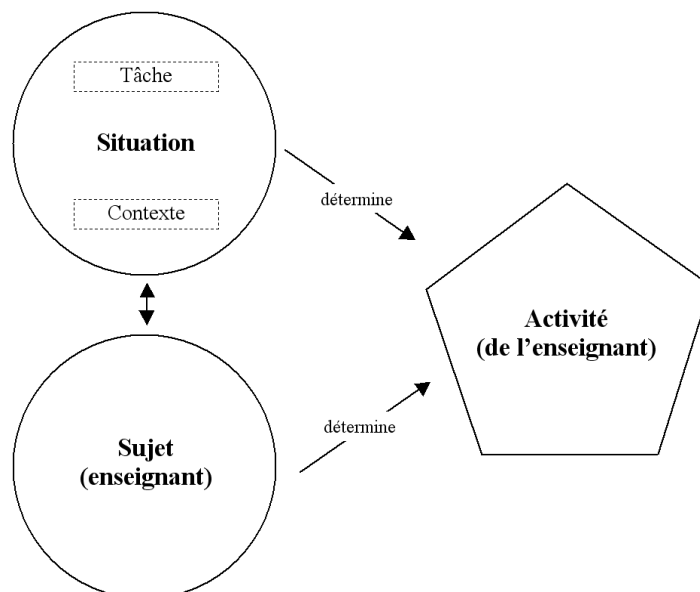 Tâche
Situation
Contexte
détermine
Activité
(de l’enseignant)
détermine
Sujet
(enseignant)